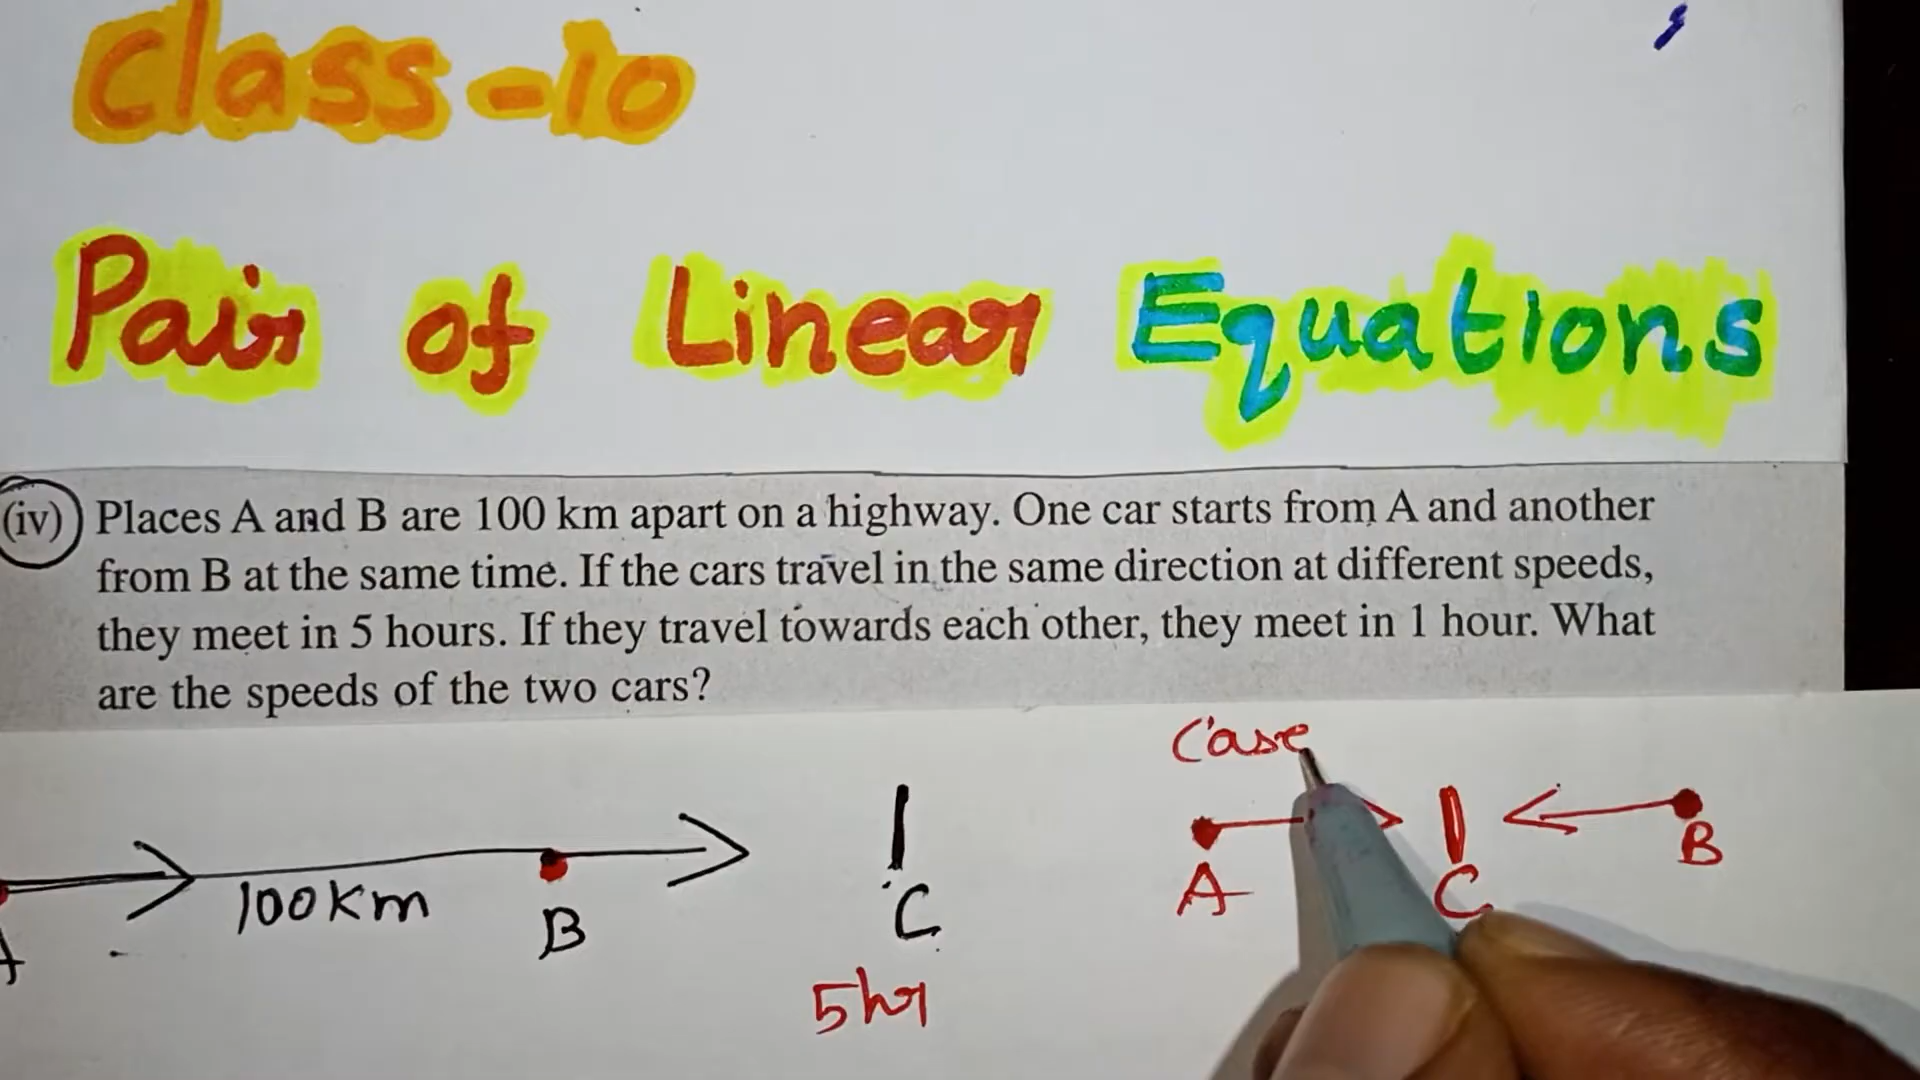 Class-10
Pair of Linear Equations
(iv) Places A and B are 100 km apart on a highway. One car starts from A and another
from B at the same time. If the cars travel in the same direction at different speeds,
they meet in 5 hours. If they travel towards each other, they meet in 1 hour. What
are the speeds of the two cars?
Case
100Km
B
C
5hr
A
C
B